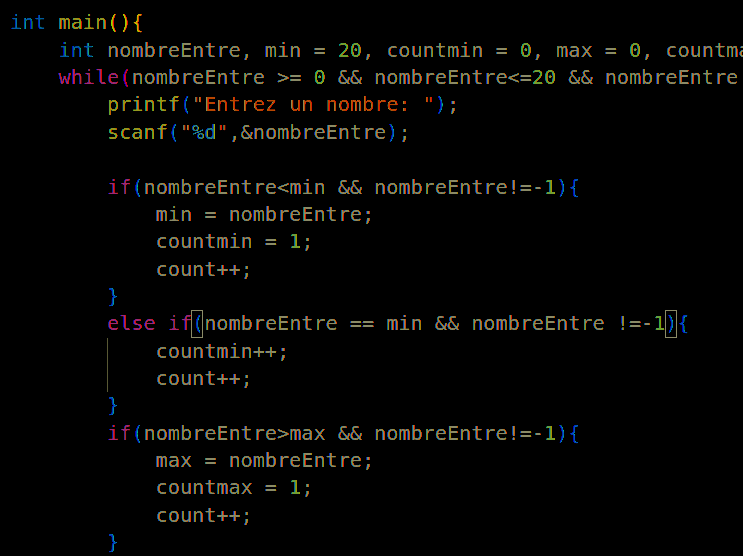 int main(){
int nombreEntre, min = 20, countmin = 0, max = 0,
while(nombreEntre >= 0 && nombreEntre<=20 && nombreEntre
printf("Entrez un nombre: ");
scanf("%d",&nombreEntre);
if(nombreEntre<min && nombreEntre!=-1){
min = nombreEntre;
countmin = 1;
count++;
}
else if(nombreEntre == min && nombreEntre !=-1){
countmin++;
count++;
}
if(nombreEntre>max && nombreEntre!=-1){
max = nombreEntre;
countmax = 1;
count++;
}